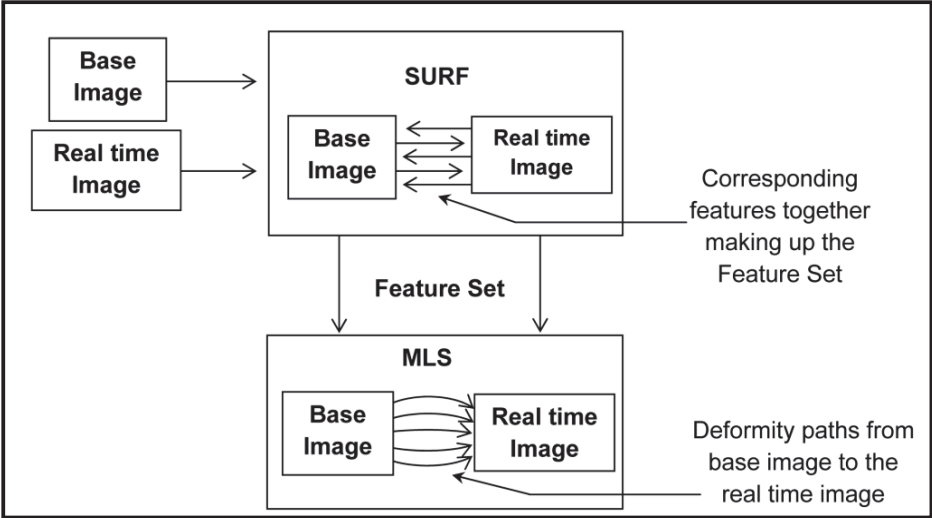 Base
Image
Real time
Image
SURF
Base
Image
Real time
Image
Corresponding
features together
making up the
Feature Set
Feature Set
MLS
Base
Image
Real time
Image
Deformity paths from
base image to the
real time image